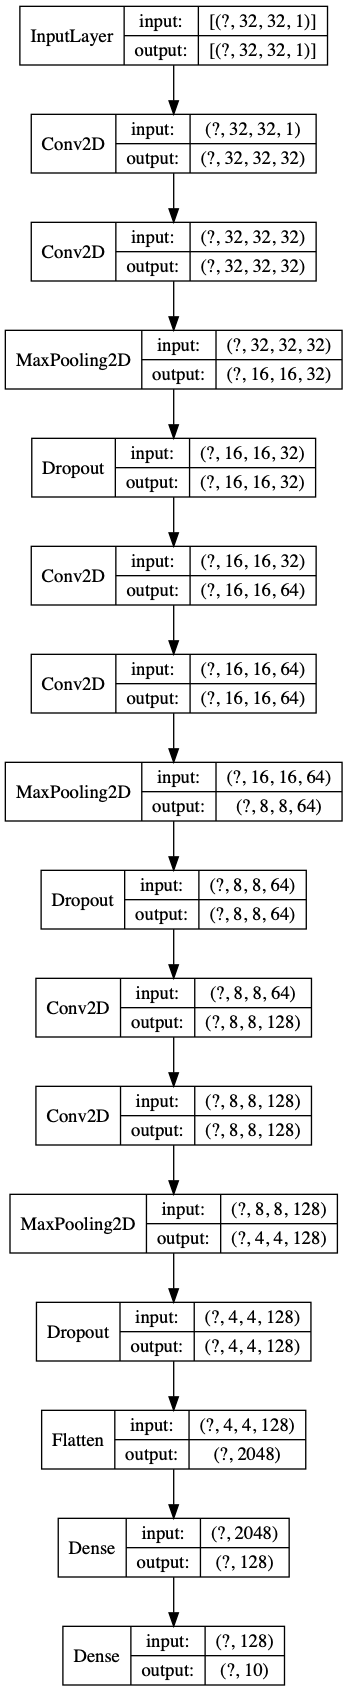 InputLayer input: [(?, 32, 32, 1)]
output: [(?, 32, 32, 1)]
Conv2D input: (?, 32, 32, 1)
output: (?, 32, 32, 32)
Conv2D input: (?, 32, 32, 32)
output: (?, 32, 32, 32)
MaxPooling2D input: (?, 32, 32, 32)
output: (?, 16, 16, 32)
Dropout input: (?, 16, 16, 32)
output: (?, 16, 16, 32)
Conv2D input: (?, 16, 16, 32)
output: (?, 16, 16, 64)
Conv2D input: (?, 16, 16, 64)
output: (?, 16, 16, 64)
MaxPooling2D input: (?, 16, 16, 64)
output: (?, 8, 8, 64)
Dropout input: (?, 8, 8, 64)
output: (?, 8, 8, 64)
Conv2D input: (?, 8, 8, 64)
output: (?, 8, 8, 128)
Conv2D input: (?, 8, 8, 128)
output: (?, 8, 8, 128)
MaxPooling2D input: (?, 8, 8, 128)
output: (?, 4, 4, 128)
Dropout input: (?, 4, 4, 128)
output: (?, 4, 4, 128)
Flatten input: (?, 4, 4, 128)
output: (?, 2048)
Dense input: (?, 2048)
output: (?, 128)
Dense input: (?, 128)
output: (?, 10)